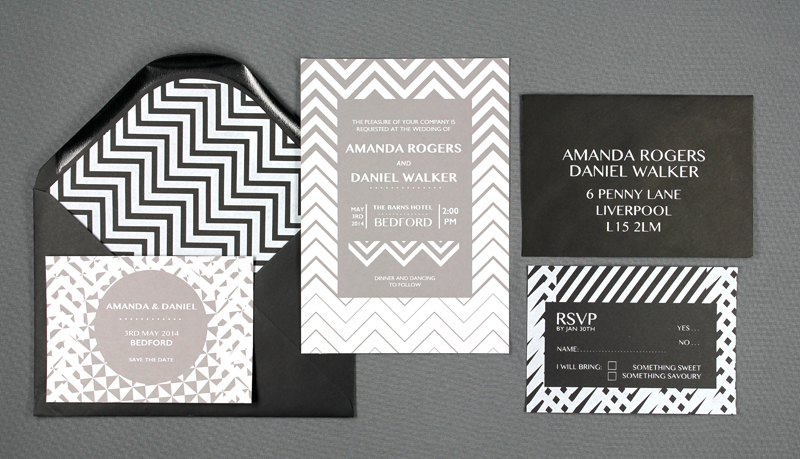 THE PLEASURE OF YOUR COMPANY IS
REQUESTED AT THE WEDDING OF
AMANDA ROGERS
AND
DANIEL WALKER
MAY
3RD
2014
THE BARNS HOTEL
BEDFORD
2:00
PM
DINNER AND DANCING
TO FOLLOW
AMANDA & DANIEL
3RD MAY 2014
BEDFORD
SAVE THE DATE
AMANDA ROGERS
DANIEL WALKER
6 PENNY LANE
LIVERPOOL
L15 2LM
RSVP
BY JAN 30TH
YES...
NO...
NAME:........................
I WILL BRING:
SOMETHING SWEET
SOMETHING SAVOURY